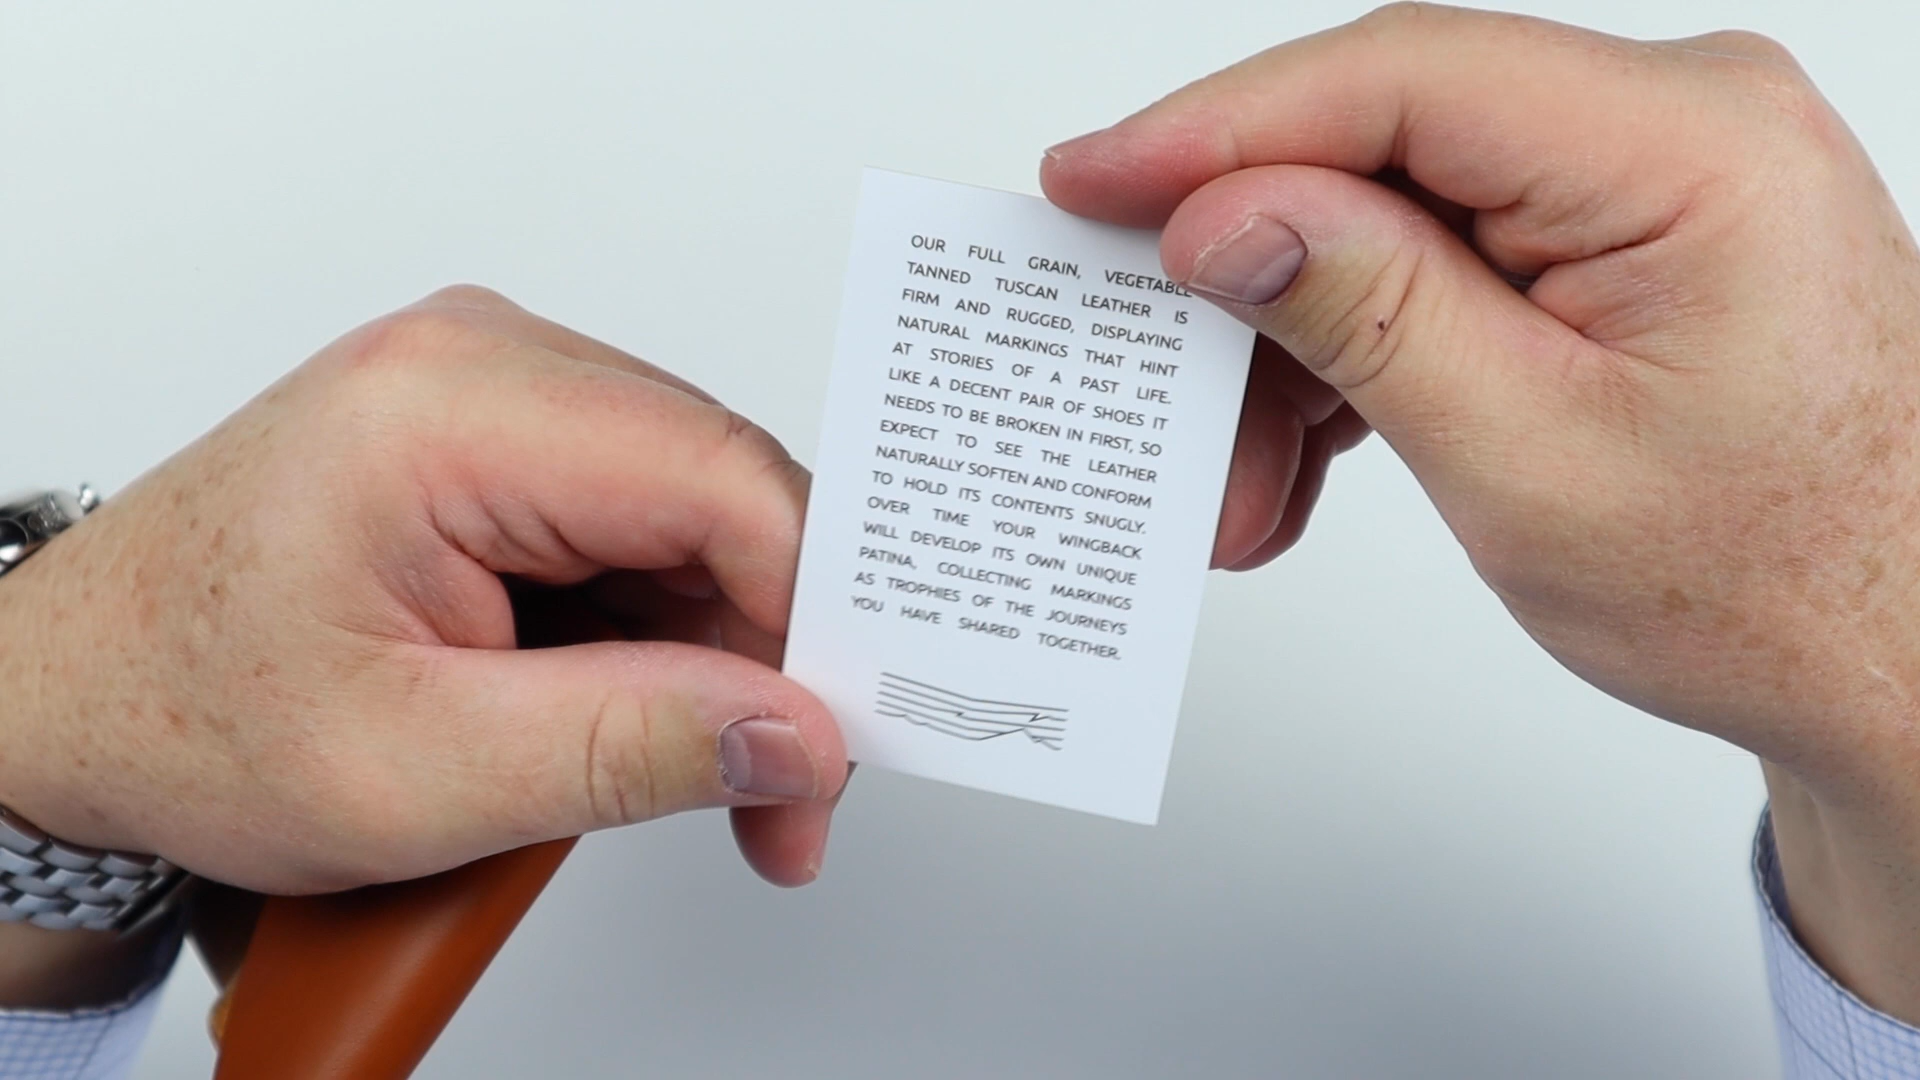 OUR FULL GRAIN, VEGETABLE
TANNED TUSCAN LEATHER IS
FIRM AND RUGGED, DISPLAYING
NATURAL MARKINGS THAT HINT
AT STORIES OF A PAST LIFE.
LIKE A DECENT PAIR OF SHOES IT
NEEDS TO BE BROKEN IN FIRST, SO
EXPECT TO SEE THE LEATHER
NATURALLY SOFTEN AND CONFORM
TO HOLD ITS CONTENTS SNUGLY.
OVER TIME YOUR WINGBACK
WILL DEVELOP ITS OWN UNIQUE
PATINA, COLLECTING MARKINGS
AS TROPHIES OF THE JOURNEYS
YOU HAVE SHARED TOGETHER.